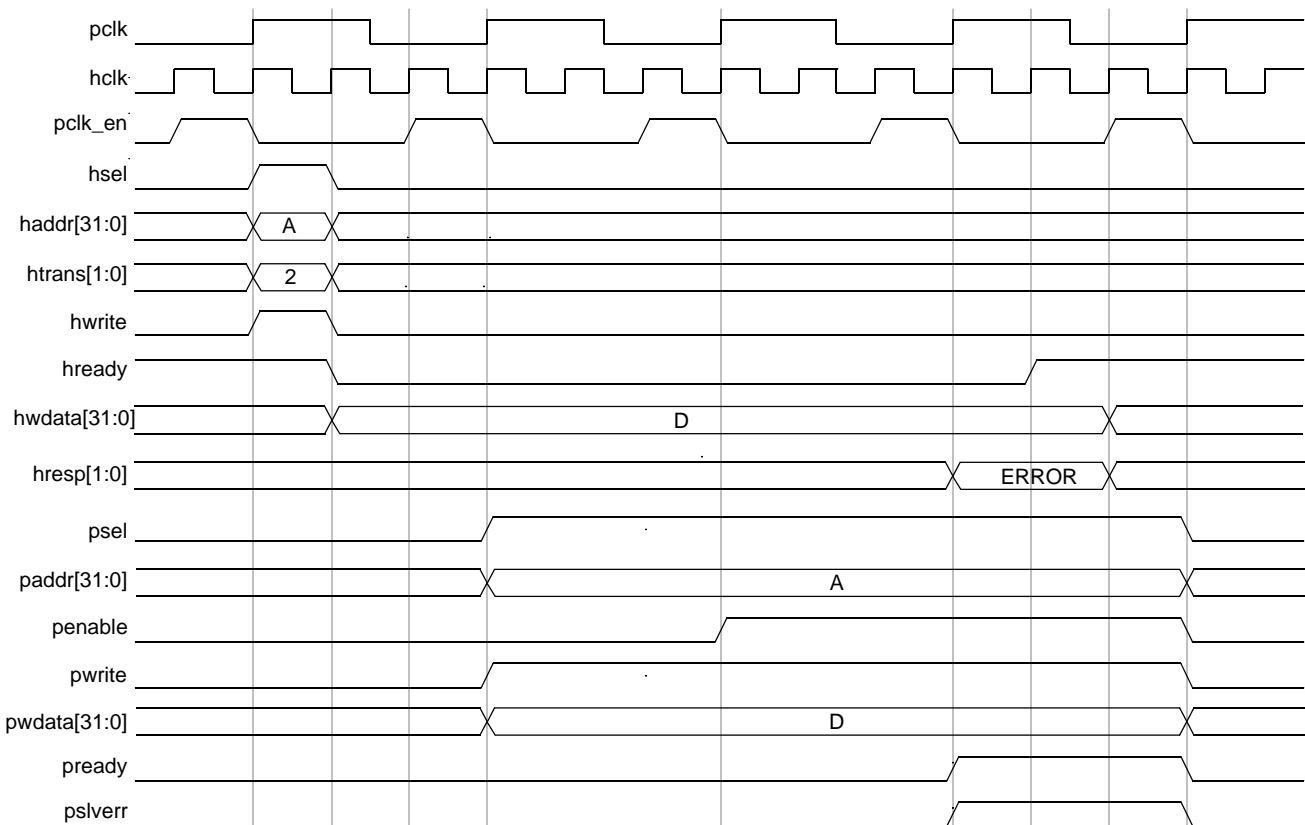 pclk
hclk
pclk_en
hsel
haddr[31:0]
A
htrans[1:0]
2
hwrite
hready
hwdata[31:0]
D
hresp[1:0]
ERROR
psel
paddr[31:0]
A
penable
pwrite
pwdata[31:0]
D
pready
pslverr